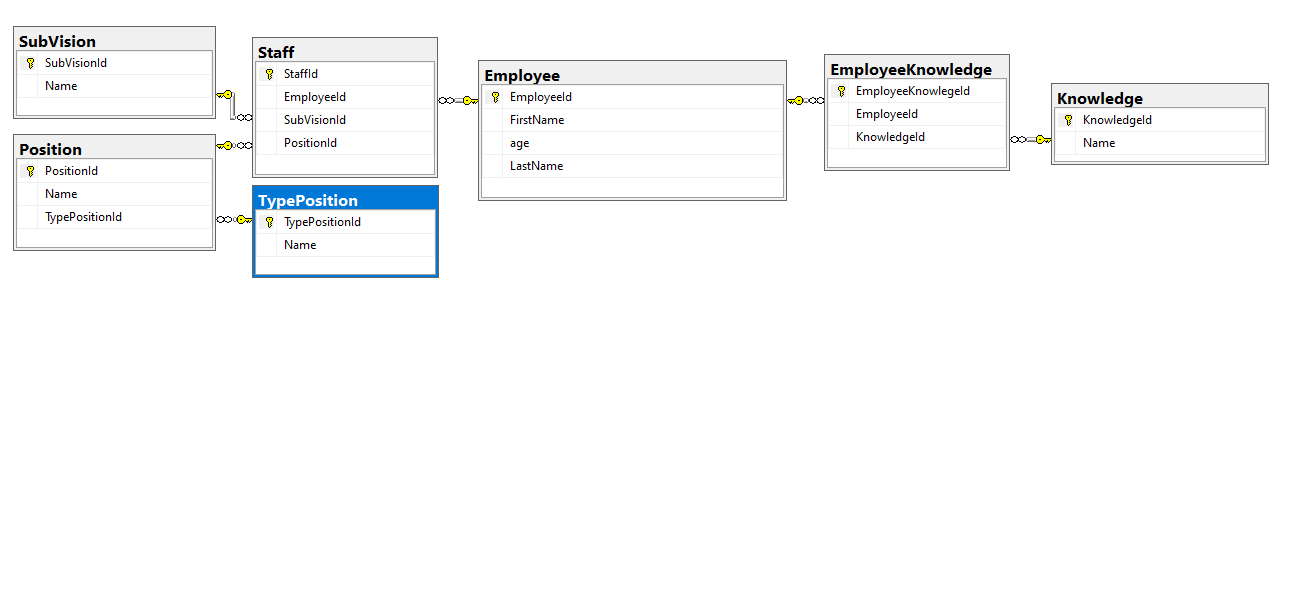 SubVision
SubVisionId
Name
Position
PositionId
Name
TypePositionId
Staff
StaffId
EmployeeId
SubVisionId
PositionId
TypePosition
TypePositionId
Name
Employee
EmployeeId
FirstName
age
LastName
EmployeeKnowledge
EmployeeKnowlegeId
EmployeeId
KnowledgeId
Knowledge
KnowledgeId
Name